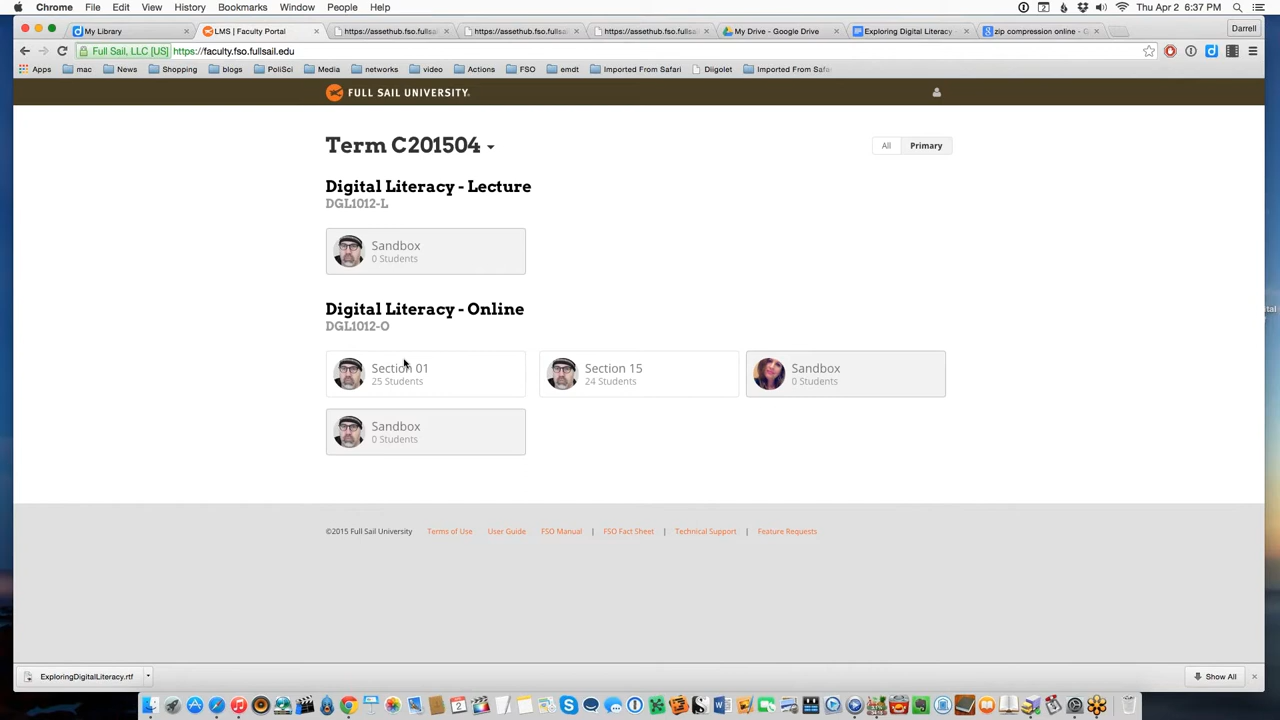 Chrome File Edit View History Bookmarks Window People Help Thu Apr 2 6:37 PM
My Library LMS | Faculty Portal https://assethub.fso.fullsai https://assethub.fso.fullsai https://assethub.fso.fullsai My Drive - Google Drive Exploring Digital Literacy zip compression online - G Darrell
Full Sail, LLC [US] https://faculty.fso.fullsail.edu
Apps mac News Shopping blogs PoliSci Media networks video Actions FSO emdt Imported From Safari Diigolet Imported From Safa
FULL SAIL UNIVERSITY.
Term C201504
All Primary
Digital Literacy - Lecture
DGL1012-L
Sandbox
0 Students
Digital Literacy - Online
DGL1012-O
Section 01
25 Students
Section 15
24 Students
Sandbox
0 Students
Sandbox
0 Students
©2015 Full Sail University Terms of Use User Guide FSO Manual | FSO Fact Sheet | Technical Support | Feature Requests
ExploringDigitalLiteracy.rtf Show All